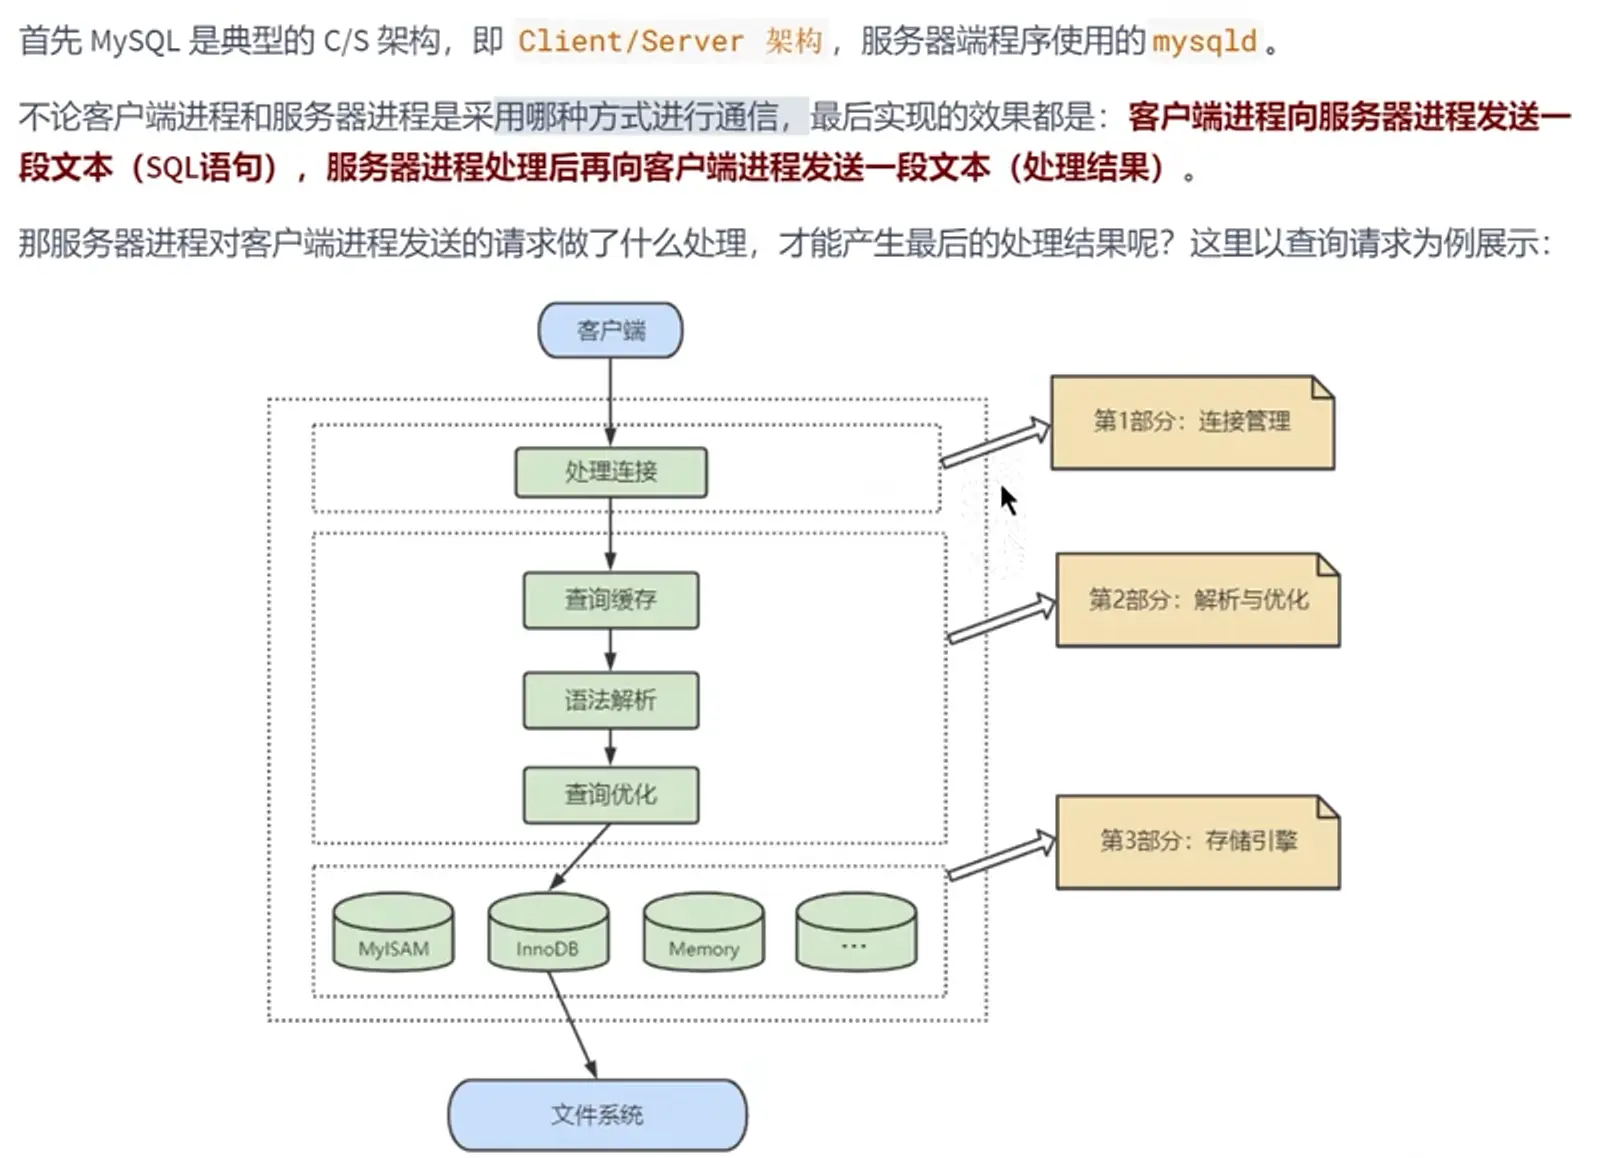 首先 MySQL 是典型的 C/S 架构，即 Client/Server 架构，服务器端程序使用的mysqld。
不论客户端进程和服务器进程是采用哪种方式进行通信，最后实现的效果都是：客户端进程向服务器进程发送一
段文本（SQL语句），服务器进程处理后再向客户端进程发送一段文本（处理结果）。
那服务器进程对客户端进程发送的请求做了什么处理，才能产生最后的处理结果呢？这里以查询请求为例展示：
客户端
第1部分：连接管理
处理连接
查询缓存
第2部分：解析与优化
语法解析
查询优化
第3部分：存储引擎
MyISAM
InnoDB
Memory
...
文件系统